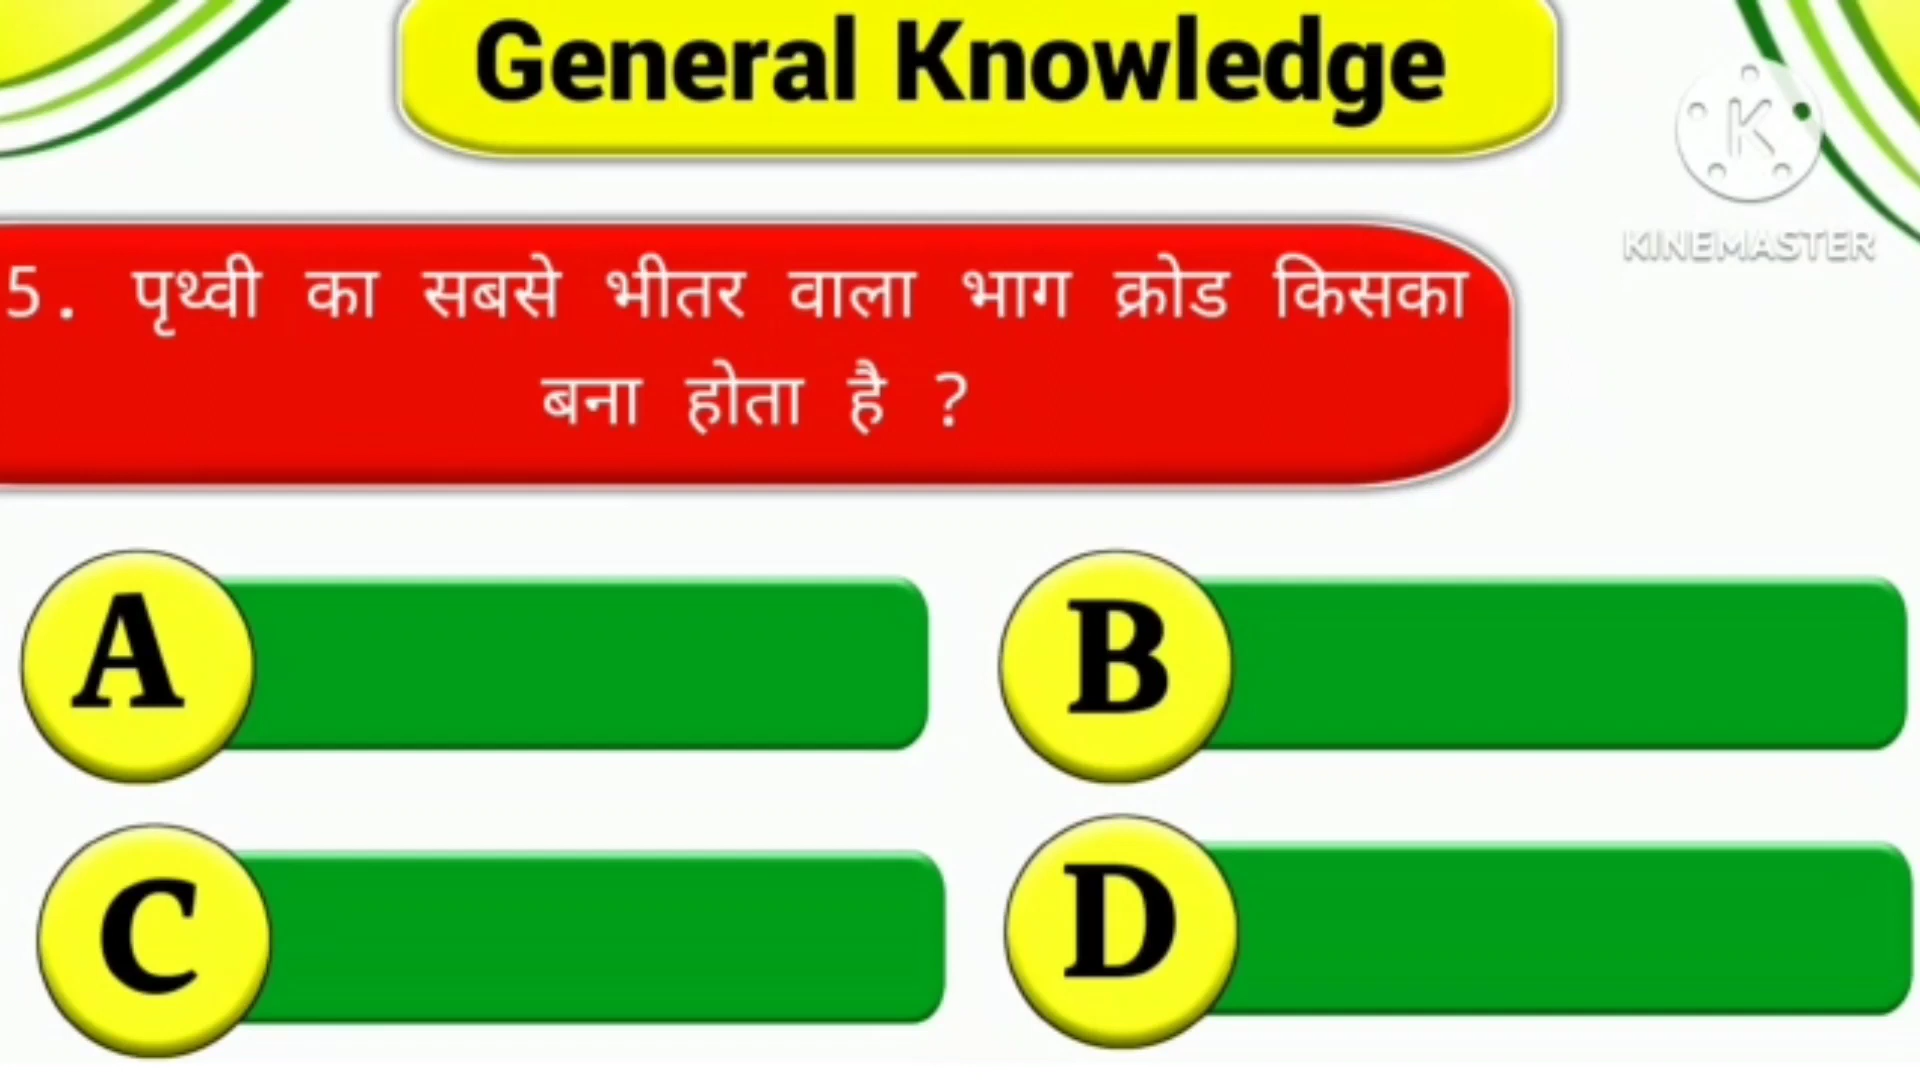 General Knowledge
KINEMASTER
5. पृथ्वी का सबसे भीतर वाला भाग क्रोड किसका
बना होता है ?
A
B
C
D